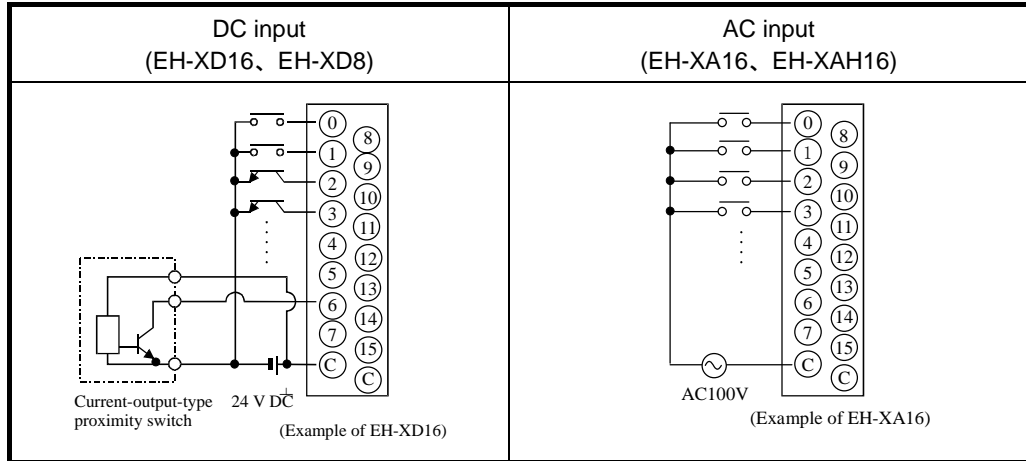 DC input
(EH-XD16、EH-XD8)
AC input
(EH-XA16、EH-XAH16)
0
8
1
9
2
10
3
11
4
12
5
13
6
14
7
15
C
C
Current-output-type
proximity switch
24 V DC
(Example of EH-XD16)
0
8
1
9
2
10
3
11
4
12
5
13
6
14
7
15
C
C
AC100V
(Example of EH-XA16)